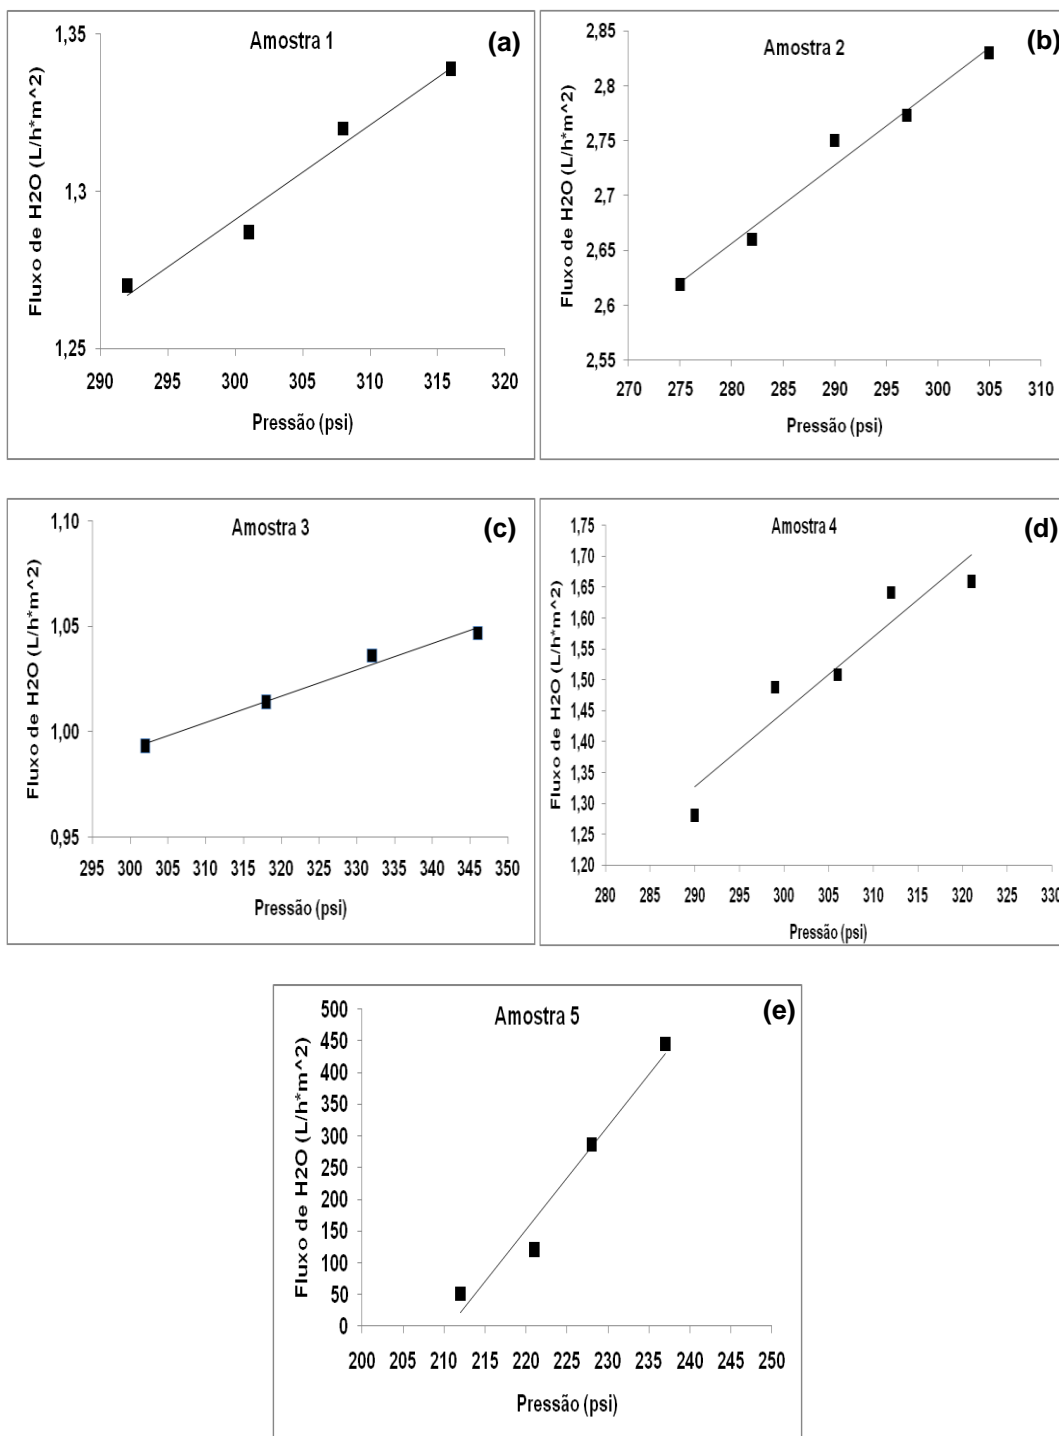 Amostra 1
(a)
Fluxo de H2O (L/h*m^2)
1,35
1,3
1,25
290 295 300 305 310 315 320
Pressão (psi)
Amostra 2
(b)
Fluxo de H2O (L/h*m^2)
2,85
2,8
2,75
2,7
2,65
2,6
2,55
270 275 280 285 290 295 300 305 310
Pressão (psi)
Amostra 3
(c)
Fluxo de H2O (L/h*m^2)
1,10
1,05
1,00
0,95
295 300 305 310 315 320 325 330 335 340 345 350
Pressão (psi)
Amostra 4
(d)
Fluxo de H2O (L/h*m^2)
1,75
1,70
1,65
1,60
1,55
1,50
1,45
1,40
1,35
1,30
1,25
1,20
280 285 290 295 300 305 310 315 320 325 330
Pressão (psi)
Amostra 5
(e)
Fluxo de H2O (L/h*m^2)
500
450
400
350
300
250
200
150
100
50
0
200 205 210 215 220 225 230 235 240 245 250
Pressão (psi)